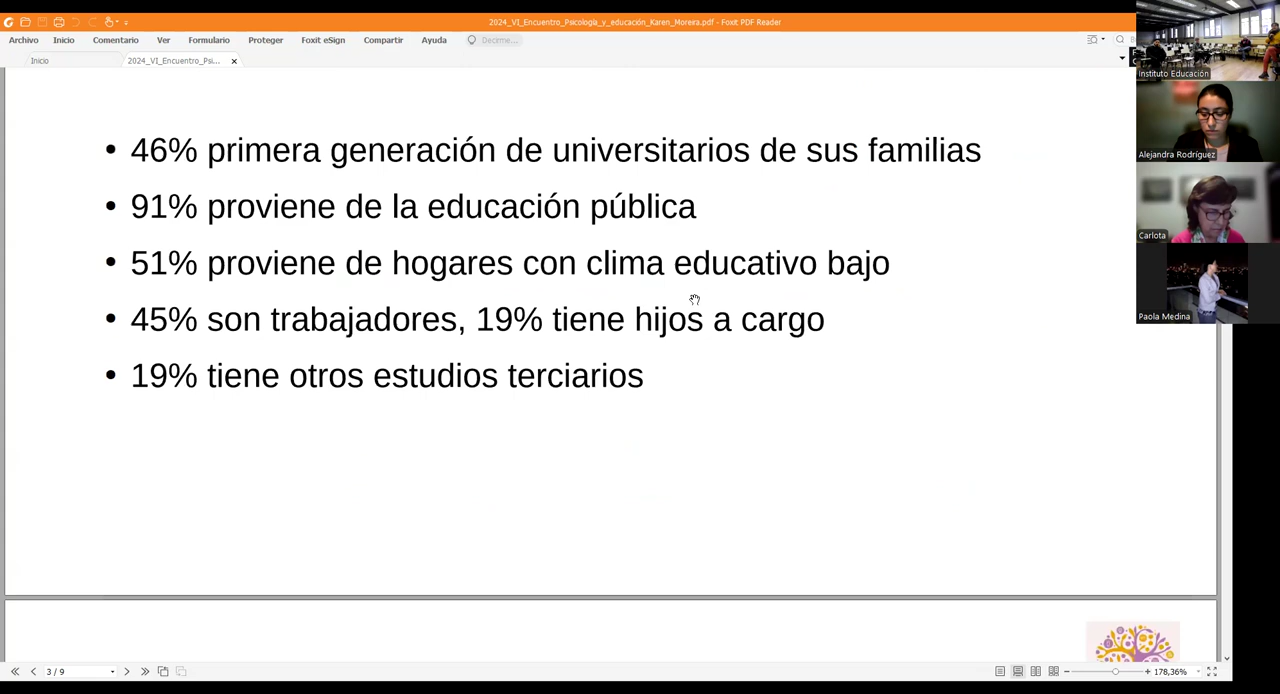 2024_VI_Encuentro_Psicología_y_educación_Karen_Moreira.pdf - Foxit PDF Reader
Archivo Inicio Comentario Ver Formulario Proteger Foxit eSign Compartir Ayuda Decirme...
Inicio 2024_VI_Encuentro_Psi...
Instituto Educación
• 46% primera generación de universitarios de sus familias
Alejandra Rodríguez
• 91% proviene de la educación pública
Carlota
• 51% proviene de hogares con clima educativo bajo
• 45% son trabajadores, 19% tiene hijos a cargo
Paola Medina
• 19% tiene otros estudios terciarios
3 / 9
178,36%